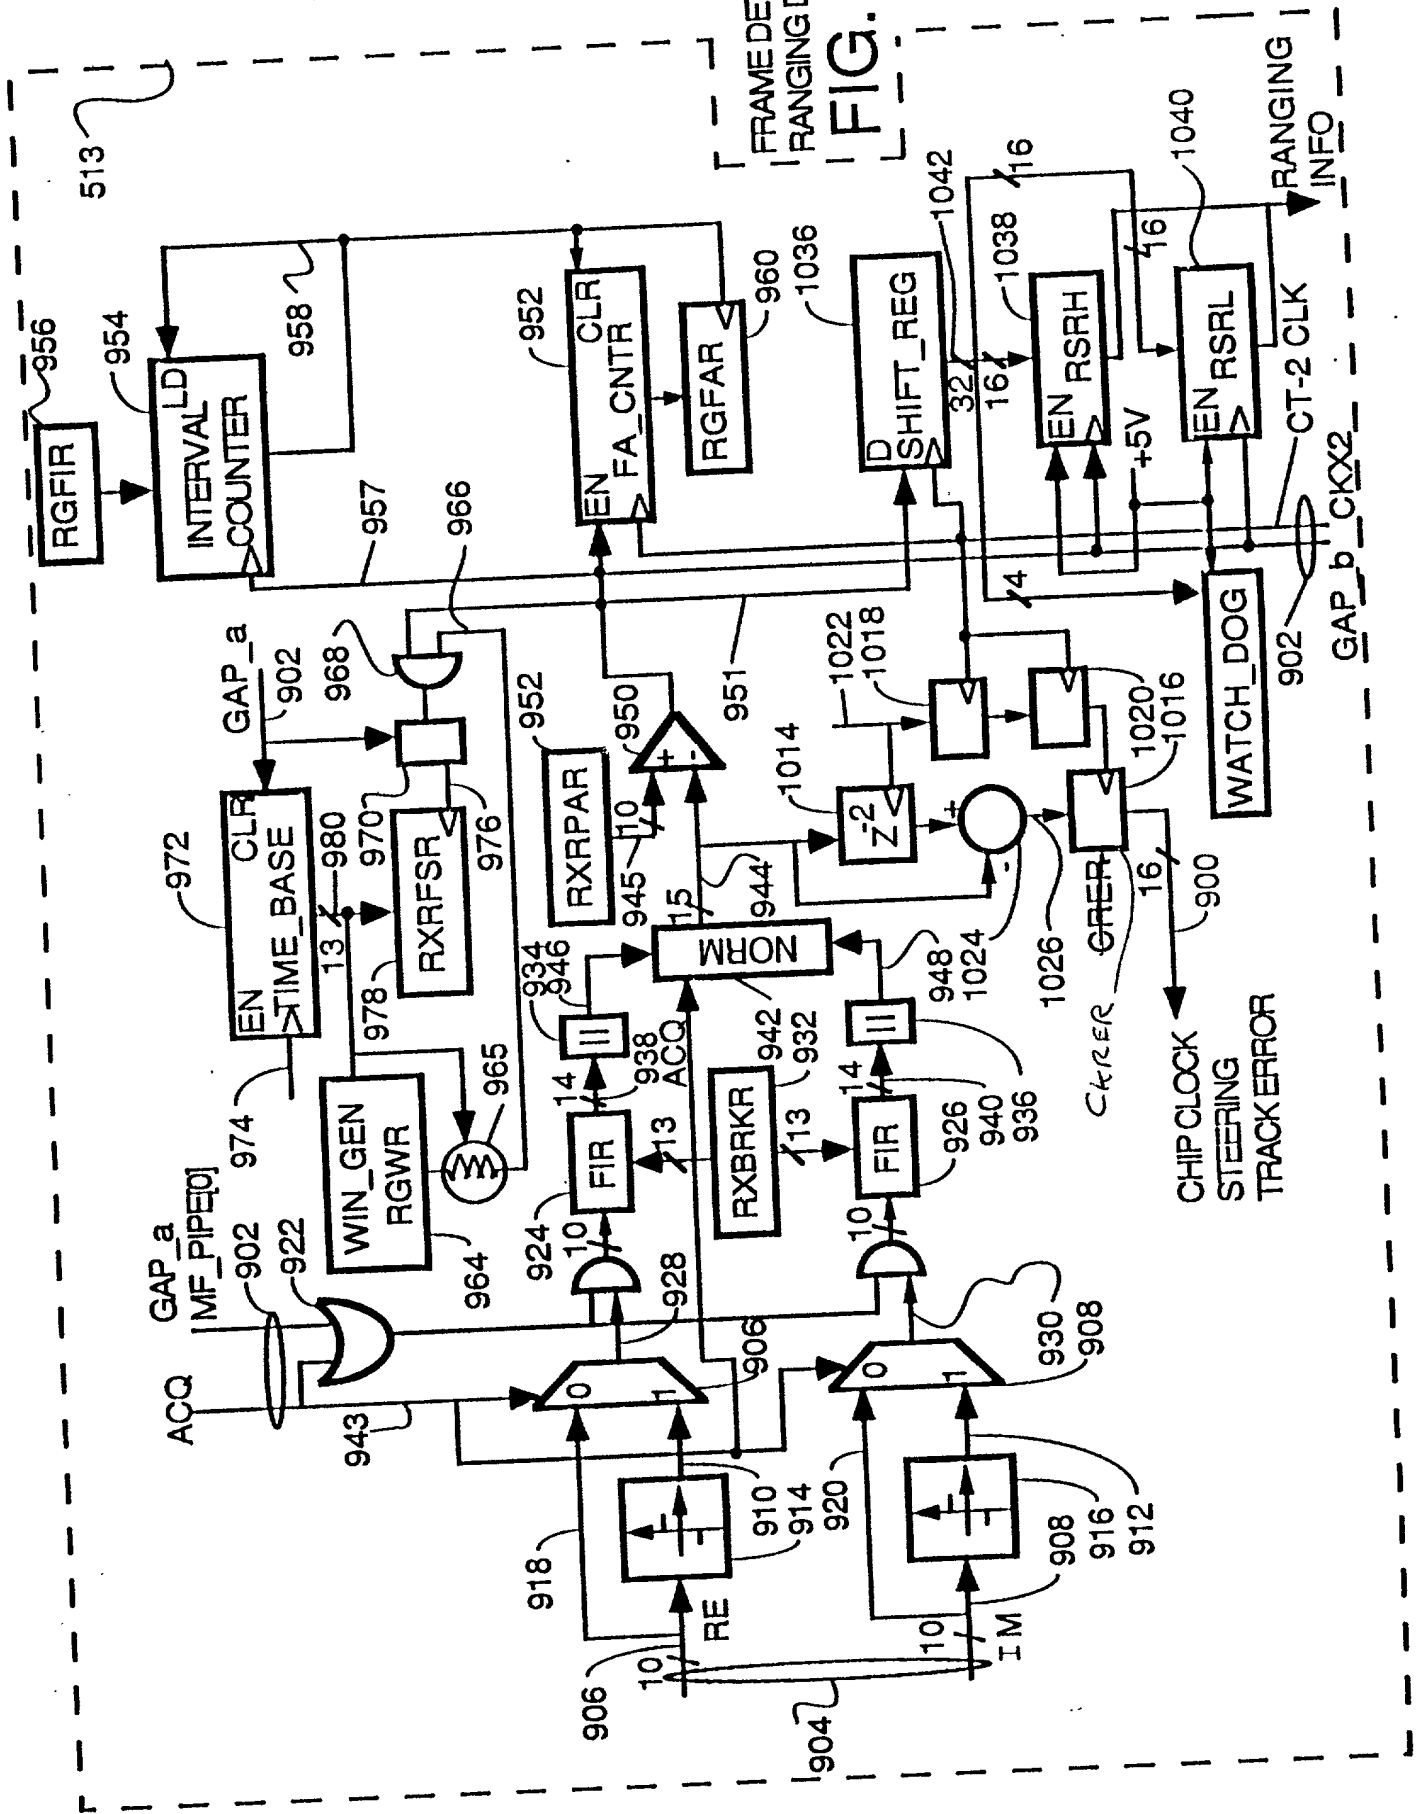 513
FRAME DE
RANGING D
FIG.
RGFIR
956
LD
INTERVAL
COUNTER
954
958
957
966
GAP_a
902
968
CLR
EN
TIME_BASE
972
974
13
980
970
976
978
RXRFSR
WIN_GEN
RGWR
964
965
GAP_a
MF_PIPE[0]
902
922
ACQ
943
CLR
EN
FA_CNTR
952
RGFAR
960
RXRPAR
952
950
+
-
10
945
951
15
944
NORM
942
934
946
14
938
ACQ
FIR
924
10
928
13
RXBRKR
932
13
FIR
926
14
940
936
948
10
0
1
906
930
908
0
1
918
910
914
920
908
916
912
906
10
RE
10
IM
904
D
SHIFT_REG
1036
1042
32
16
16
EN
RSRH
1038
16
EN
RSRL
1040
+5V
RANGING
INFO
CT-2 CLK
GAP_b
CKX2
902
4
WATCH_DOG
1022
1018
1014
Z-2
1020
1016
+
-
1024
1026
CRER
CKRER
16
900
CHIP CLOCK
STEERING
TRACK ERROR